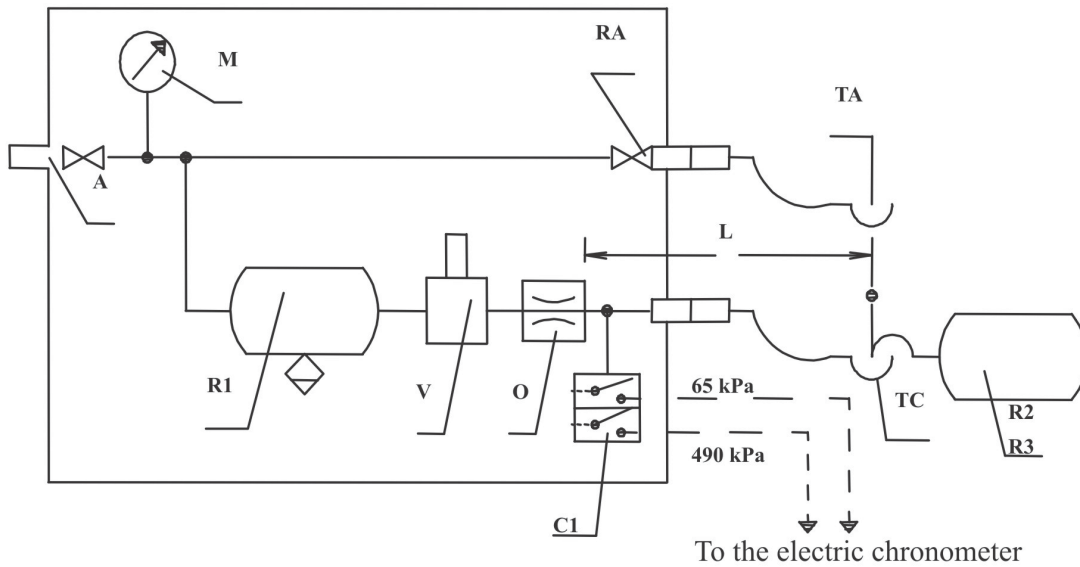 M
RA
TA
A
L
R1
V
O
65 kPa
TC
R2
R3
490 kPa
C1
To the electric chronometer